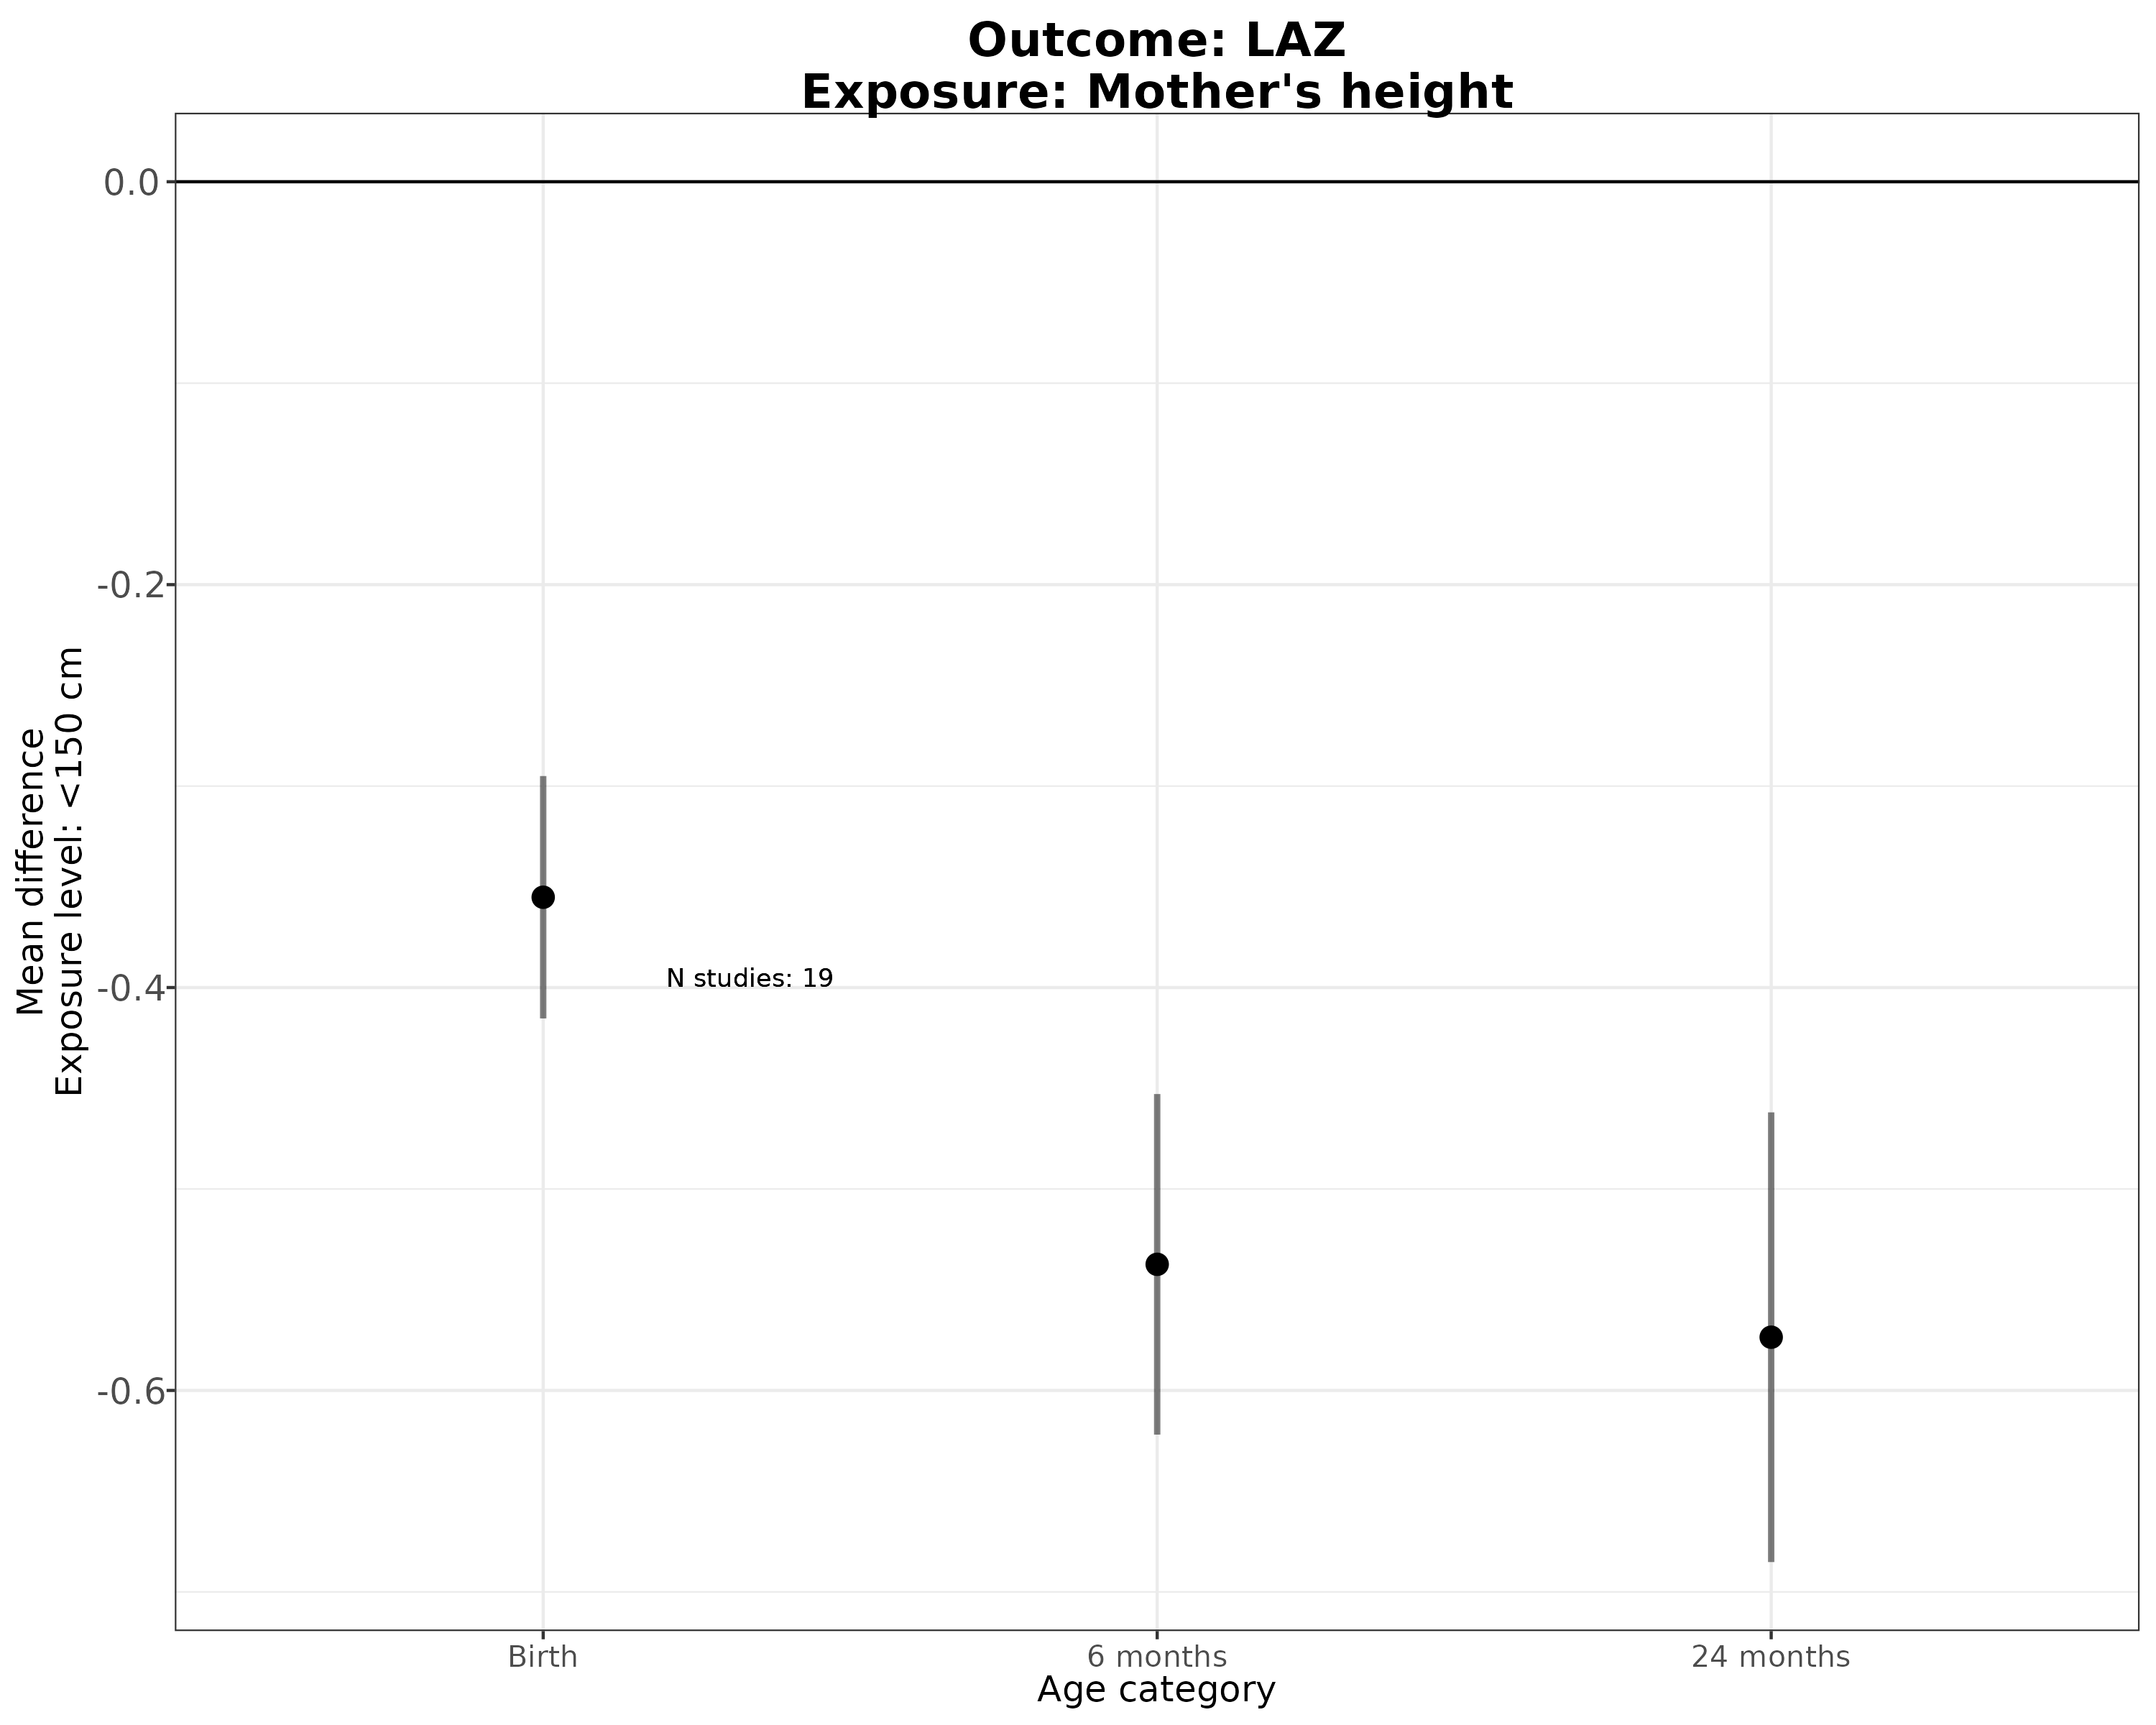 Outcome: LAZ
Exposure: Mother's height
Mean difference
Exposure level: <150 cm
0.0
-0.2
-0.4
-0.6
N studies: 19
Birth
6 months
24 months
Age category